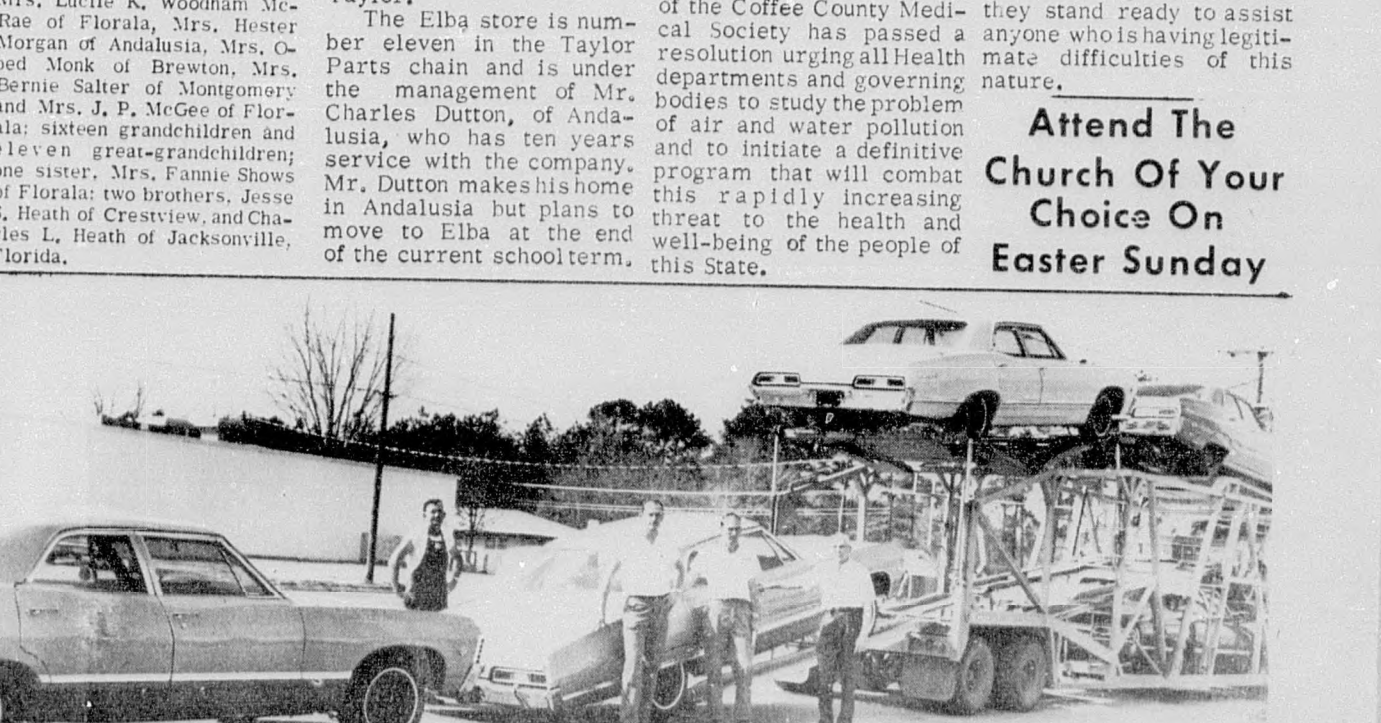 Mrs. Lucile K. Woodham Mc-
Rae of Florala, Mrs. Hester
Morgan of Andalusia, Mrs. O-
bed Monk of Brewton, Mrs.
Bernie Salter of Montgomery
and Mrs. J. P. McGee of Flor-
ala; sixteen grandchildren and
eleven great-grandchildren;
one sister, Mrs. Fannie Shows
of Florala; two brothers, Jesse
S. Heath of Crestview, and Cha-
rles L. Heath of Jacksonville,
Florida.
Taylor.
The Elba store is num-
ber eleven in the Taylor
Parts chain and is under
the management of Mr.
Charles Dutton, of Anda-
lusia, who has ten years
service with the company.
Mr. Dutton makes his home
in Andalusia but plans to
move to Elba at the end
of the current school term.
of the Coffee County Medi-
cal Society has passed a
resolution urging all Health
departments and governing
bodies to study the problem
of air and water pollution
and to initiate a definitive
program that will combat
this rapidly increasing
threat to the health and
well-being of the people of
this State.
they stand ready to assist
anyone who is having legiti-
mate difficulties of this
nature.
Attend The
Church Of Your
Choice On
Easter Sunday